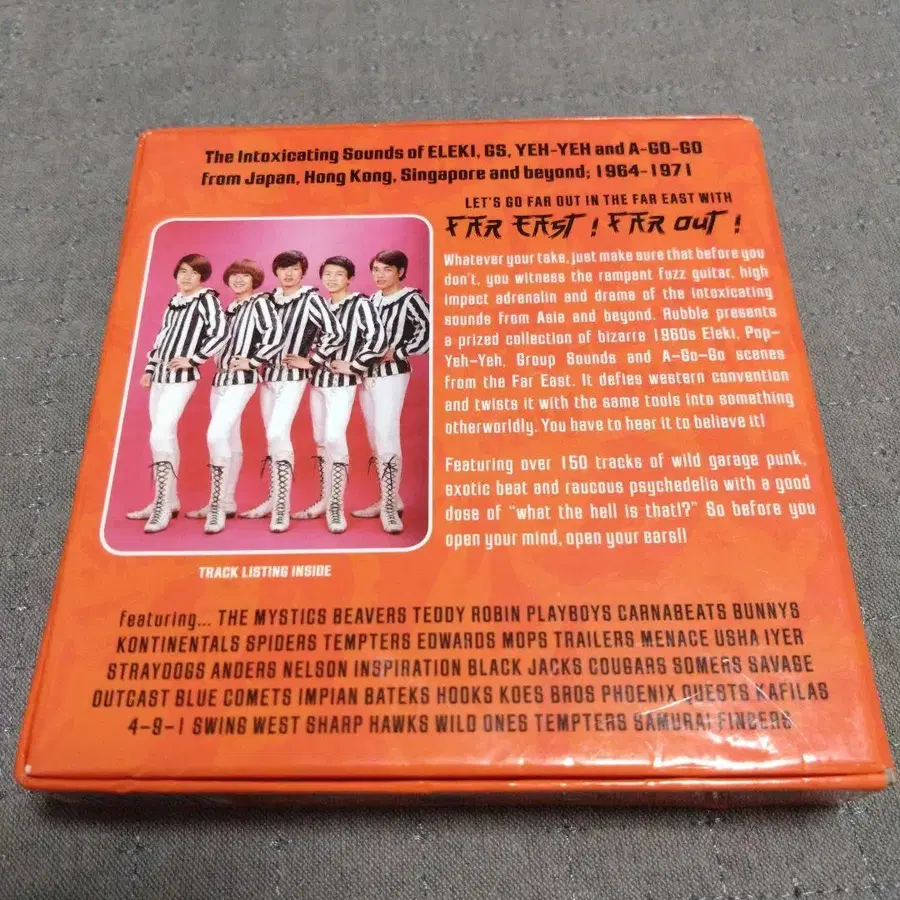 The Intoxicating Sounds of ELEKI, GS, YEH-YEH and A-GO-GO
from Japan, Hong Kong, Singapore and beyond; 1964-1971
LET'S GO FAR OUT IN THE FAR EAST WITH
FAR EAST! FAR OUT!
Whatever your take, just make sure that before you
don't, you witness the rampant fuzz guitar, high
impact adrenalin and drama of the intoxicating
sounds from Asia and beyond. Rubble presents
a prized collection of bizarre 1960s Eleki, Pop-
Yeh-Yeh, Group Sounds and A-Go-Go scenes
from the Far East. It defies western convention
and twists it with the same tools into something
otherworldly. You have to hear it to believe it!
Featuring over 150 tracks of wild garage punk,
exotic beat and raucous psychedelia with a good
dose of "what the hell is that!?" So before you
open your mind, open your ears!!
TRACK LISTING INSIDE
featuring... THE MYSTICS BEAVERS TEDDY ROBIN PLAYBOYS CARNABEATS BUNNYS
KONTINENTALS SPIDERS TEMPTERS EDWARDS MOPS TRAILERS MENACE USHA IYER
STRAYDOGS ANDERS NELSON INSPIRATION BLACK JACKS COUGARS SOMERS SAVAGE
OUTCAST BLUE COMETS IMPIAN BATEKS HOOKS KOES BROS PHOENIX QUESTS KAFILAS
4-9-1 SWING WEST SHARP HAWKS WILD ONES TEMPTERS SAMURAI FINGERS